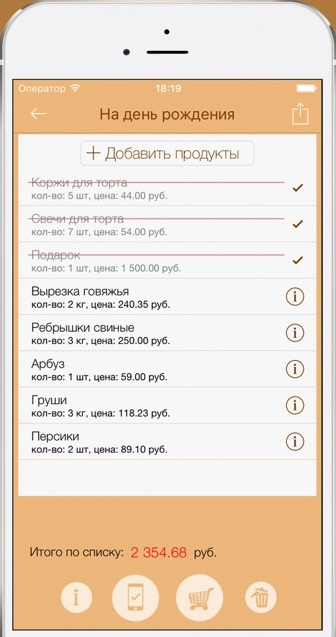 Оператор 18:19
На день рождения
+ Добавить продукты
Коржи для торта
кол-во: 5 шт, цена: 44.00 руб.
Свечи для торта
кол-во: 7 шт, цена: 54.00 руб.
Подарок
кол-во: 1 шт, цена: 1 500.00 руб.
Вырезка говяжья
кол-во: 2 кг, цена: 240.35 руб.
Ребрышки свиные
кол-во: 3 кг, цена: 250.00 руб.
Арбуз
кол-во: 1 шт, цена: 59.00 руб.
Груши
кол-во: 3 кг, цена: 118.23 руб.
Персики
кол-во: 2 шт, цена: 89.10 руб.
Итого по списку: 2 354.68 руб.